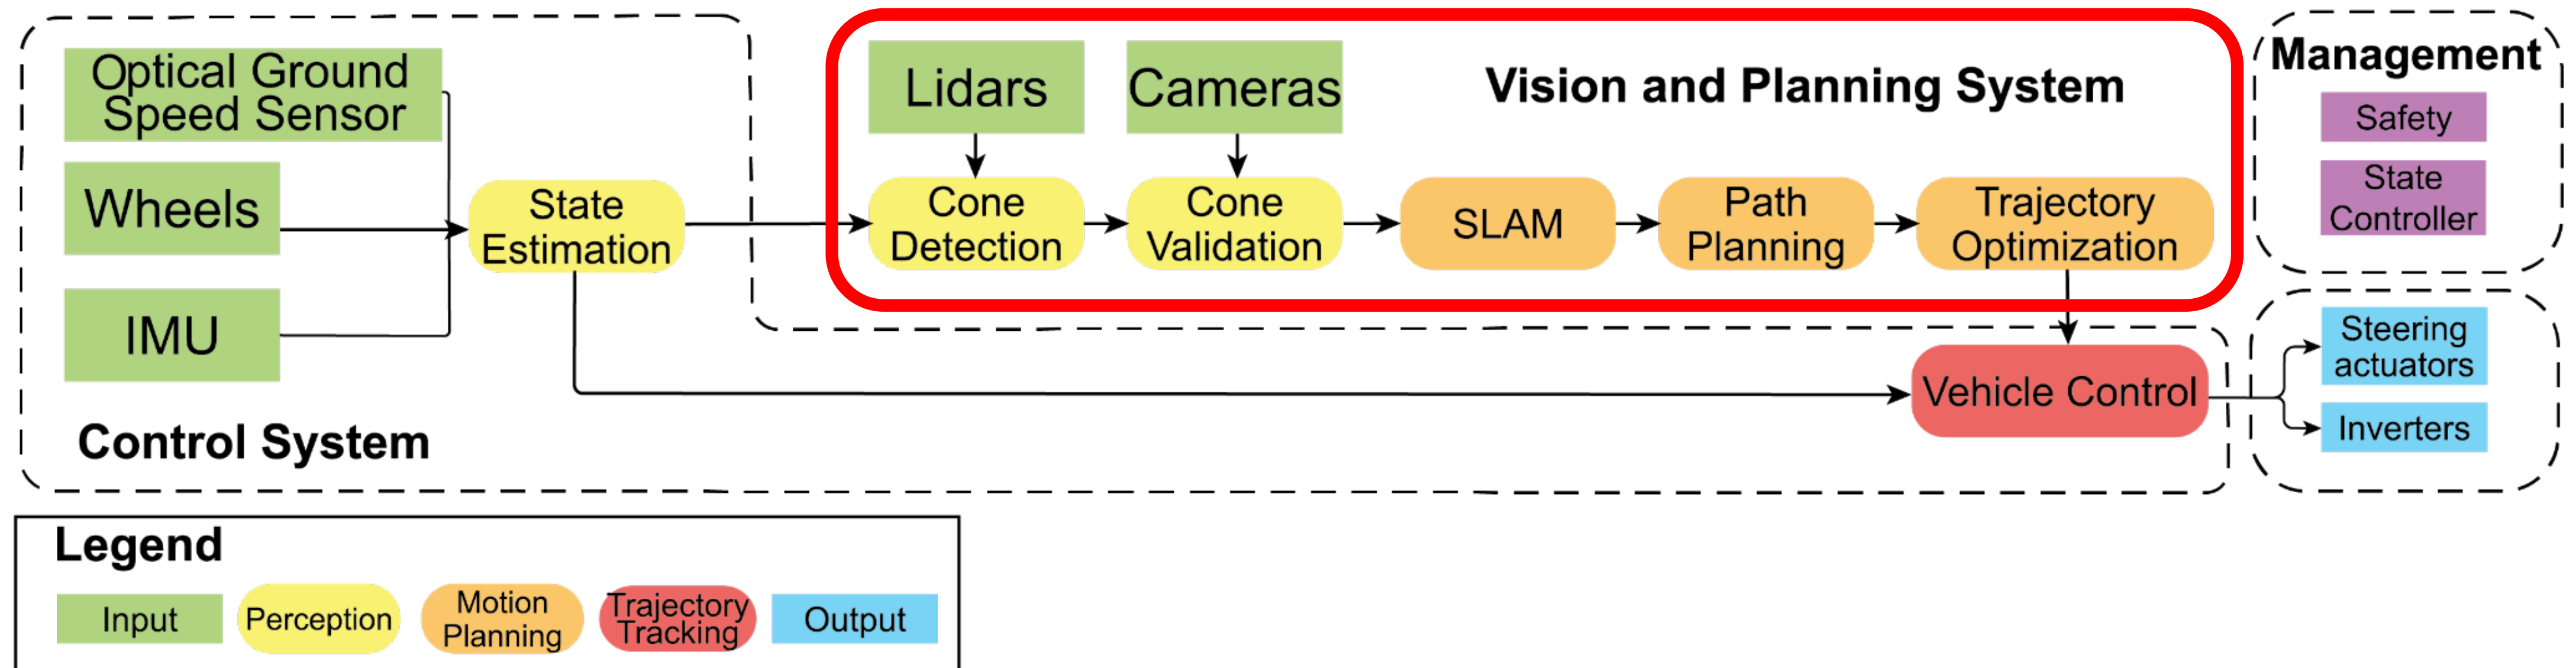 Optical Ground
Speed Sensor
Wheels
IMU
State
Estimation
Control System
Lidars
Cameras
Vision and Planning System
Cone
Detection
Cone
Validation
SLAM
Path
Planning
Trajectory
Optimization
Vehicle Control
Management
Safety
State
Controller
Steering
actuators
Inverters
Legend
Input
Perception
Motion
Planning
Trajectory
Tracking
Output